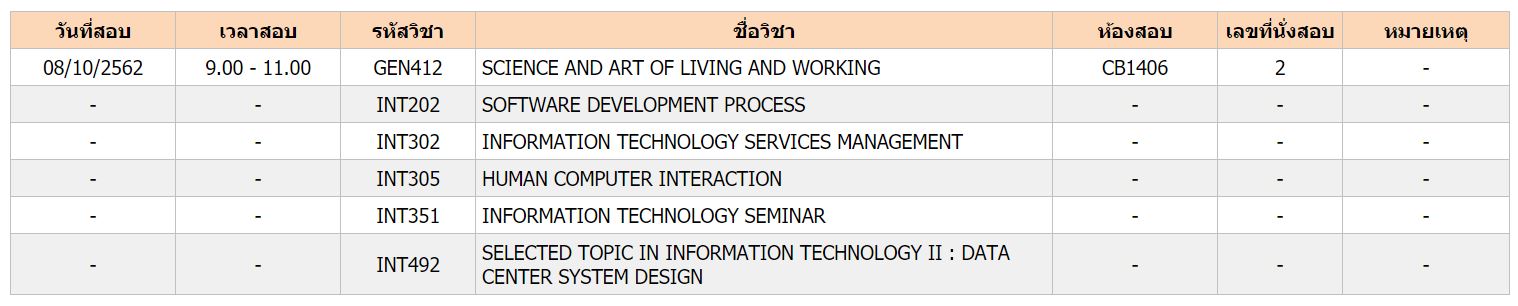 วันที่สอบ เวลาสอบ รหัสวิชา ชื่อวิชา ห้องสอบ เลขที่นั่งสอบ หมายเหตุ
08/10/2562 9.00 - 11.00 GEN412 SCIENCE AND ART OF LIVING AND WORKING CB1406 2 -
- - INT202 SOFTWARE DEVELOPMENT PROCESS - - -
- - INT302 INFORMATION TECHNOLOGY SERVICES MANAGEMENT - - -
- - INT305 HUMAN COMPUTER INTERACTION - - -
- - INT351 INFORMATION TECHNOLOGY SEMINAR - - -
- - INT492 SELECTED TOPIC IN INFORMATION TECHNOLOGY II : DATA
CENTER SYSTEM DESIGN - - -